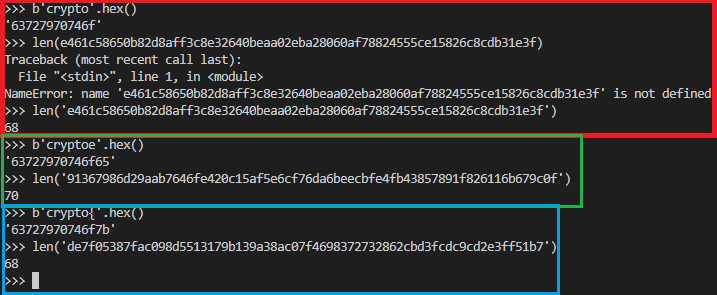 >>> b'crypto'.hex()
'63727970746f'
>>> len(e461c58650b82d8aff3c8e32640beaa02eba28060af78824555ce15826c8cdb31e3f)
Traceback (most recent call last):
  File "<stdin>", line 1, in <module>
NameError: name 'e461c58650b82d8aff3c8e32640beaa02eba28060af78824555ce15826c8cdb31e3f' is not defined
>>> len('e461c58650b82d8aff3c8e32640beaa02eba28060af78824555ce15826c8cdb31e3f')
68
>>> b'cryptoe'.hex()
'63727970746f65'
>>> len('91367986d29aab7646fe420c15af5e6cf76da6beecbfe4fb43857891f826116b679c0f')
70
>>> b'crypto{'.hex()
'63727970746f7b'
>>> len('de7f05387fac098d5513179b139a38ac07f4698372732862cbd3fcdc9cd2e3ff51b7')
68
>>>